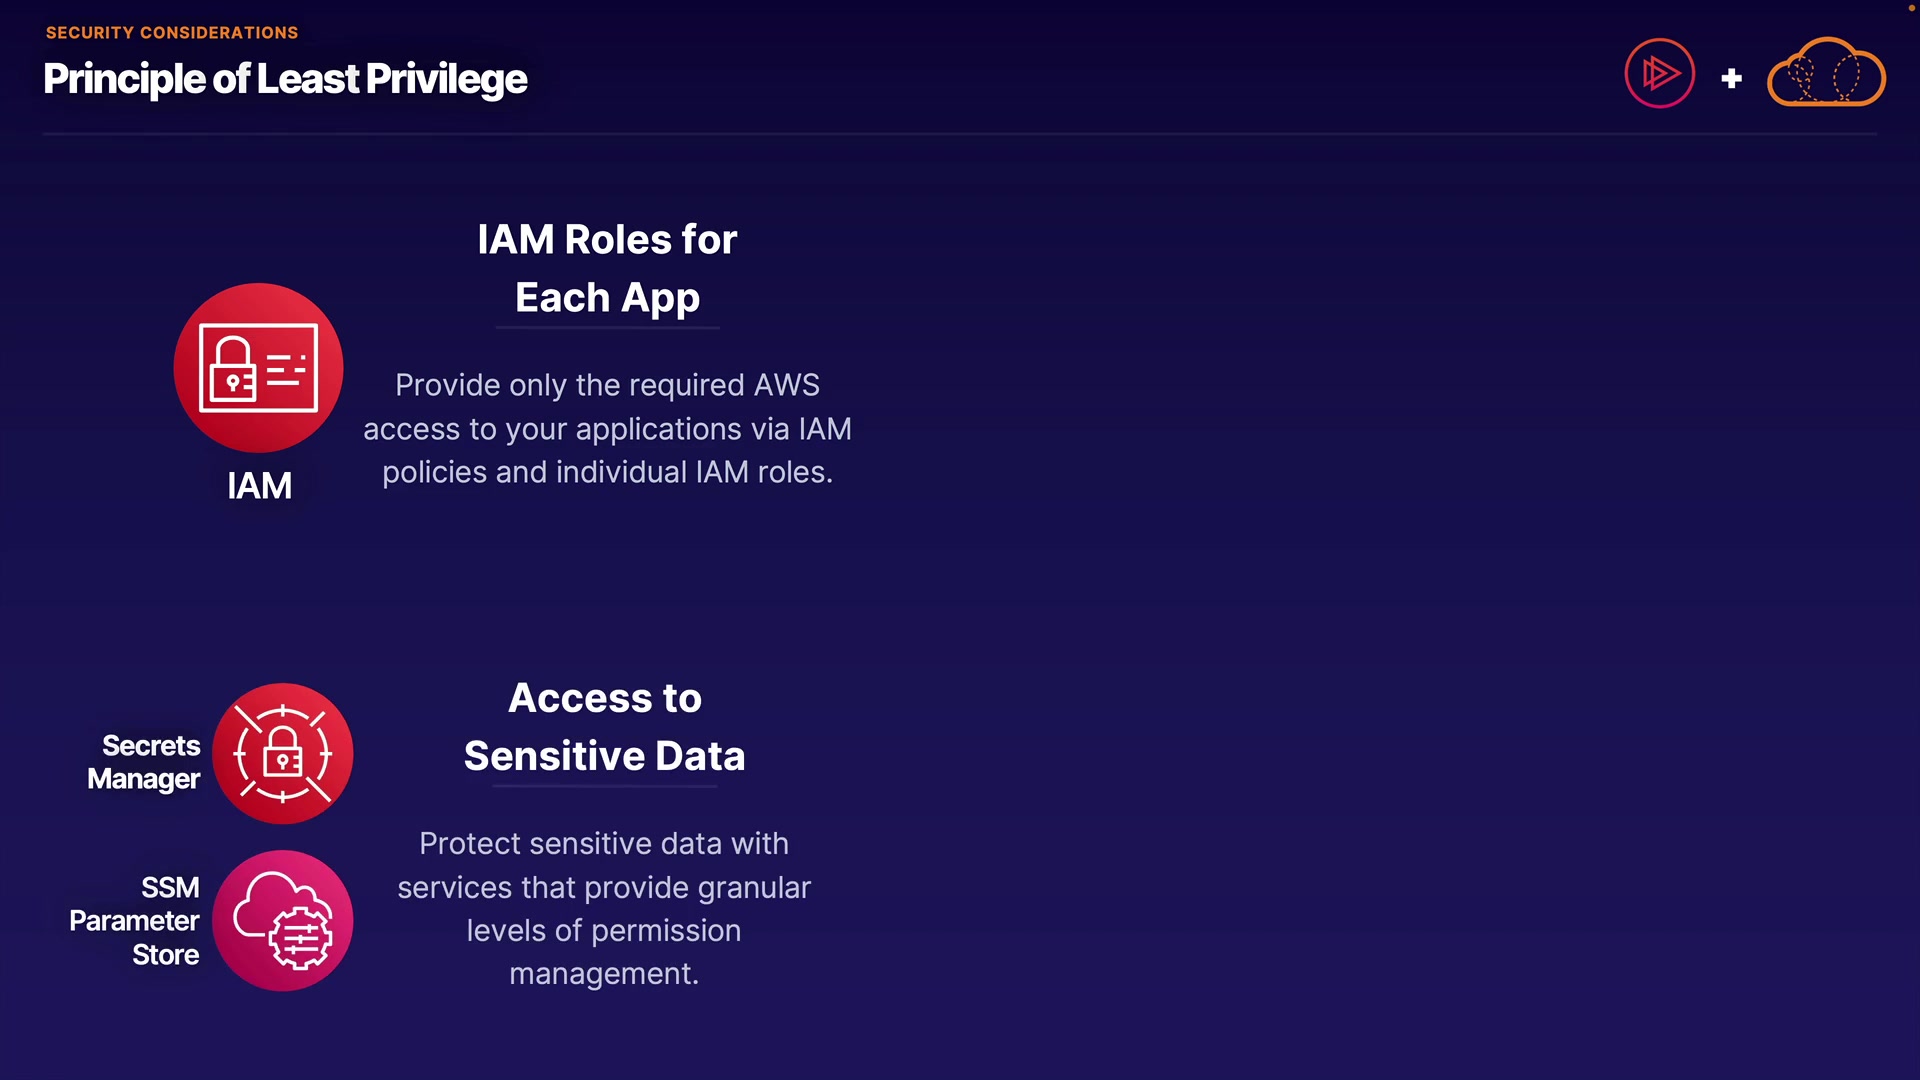 SECURITY CONSIDERATIONS
Principle of Least Privilege
IAM Roles for
Each App
Provide only the required AWS
access to your applications via IAM
policies and individual IAM roles.
IAM
Access to
Sensitive Data
Protect sensitive data with
services that provide granular
levels of permission
management.
Secrets
Manager
SSM
Parameter
Store